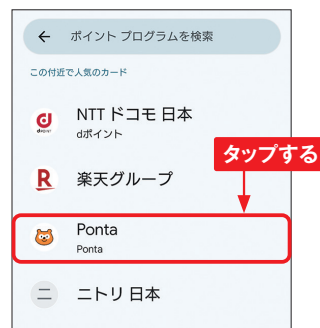 ポイント プログラムを検索
この付近で人気のカード
NTT ドコモ 日本
dポイント
タップする
R 楽天グループ
Ponta
Ponta
ニ ニトリ 日本